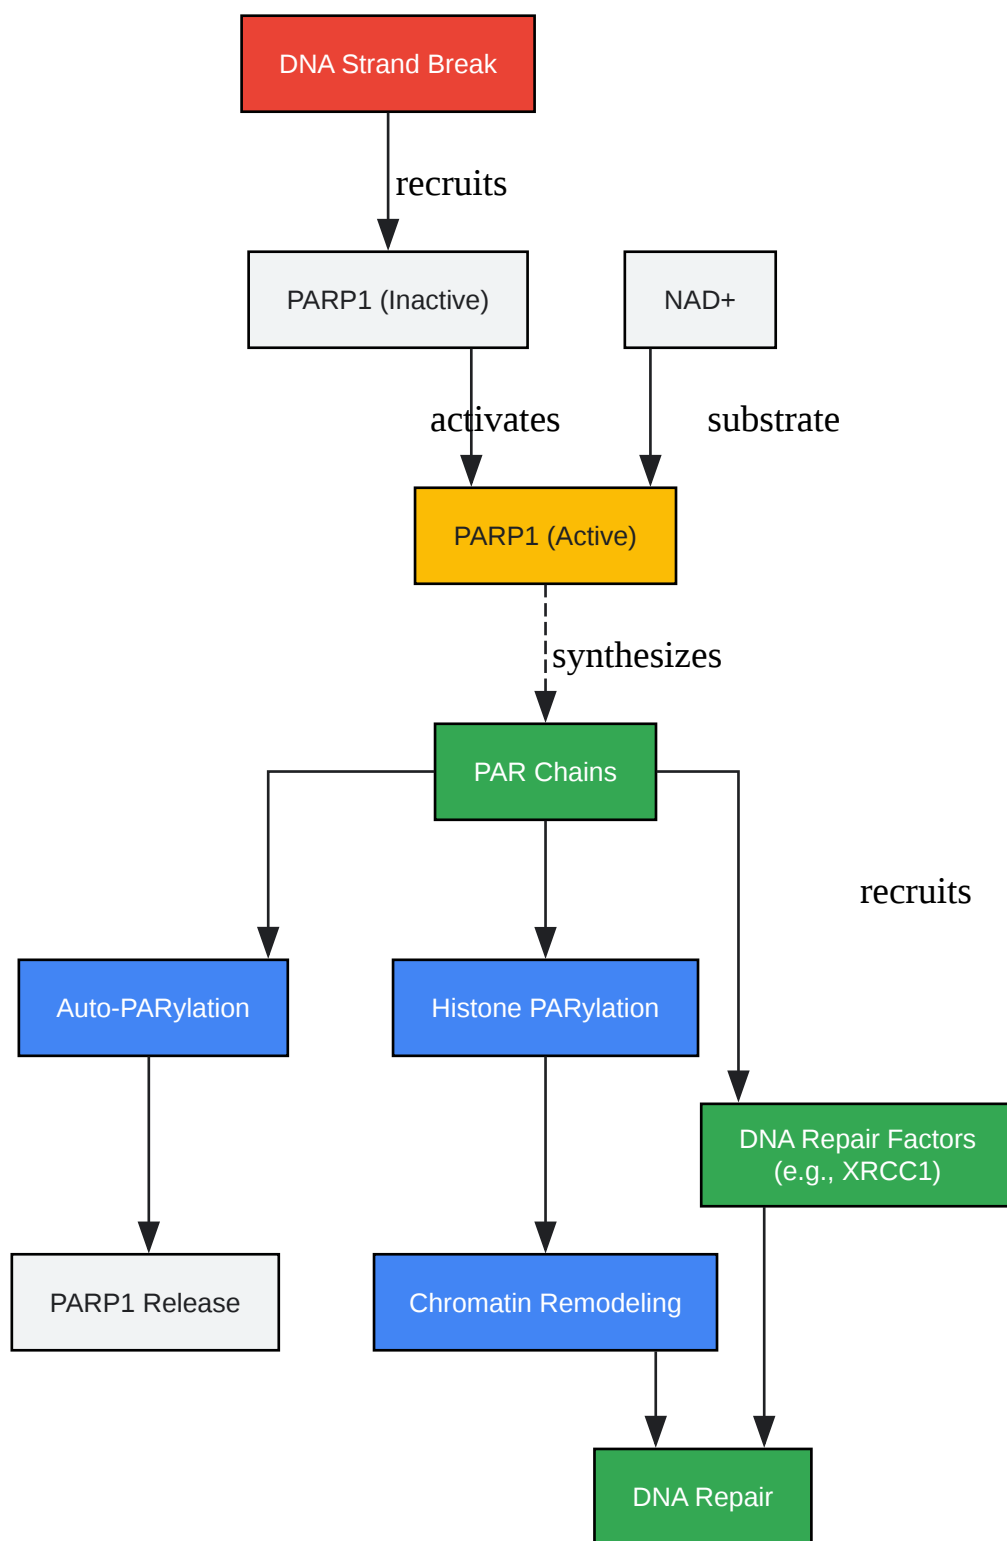 DNA Strand Break
recruits
PARP1 (Inactive)
NAD+
activates
substrate
PARP1 (Active)
synthesizes
PAR Chains
recruits
Auto-PARylation
Histone PARylation
DNA Repair Factors
(e.g., XRCC1)
PARP1 Release
Chromatin Remodeling
DNA Repair